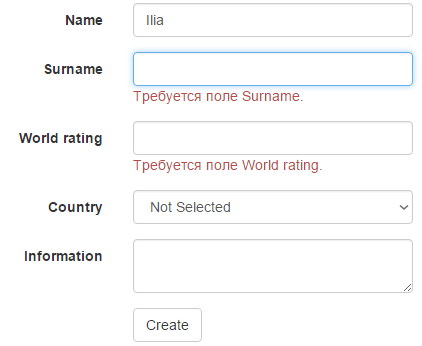 Name Ilia
Surname
Требуется поле Surname.
World rating
Требуется поле World rating.
Country Not Selected
Information
Create